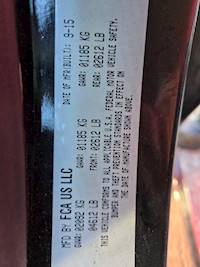 MFD BY FCA US LLC
DATE OF MFR(BUILT): 9-15
GVWR: 02092 KG
04612 LB
GAWR: 01185 KG
FRONT: 02612 LB
GAWR: 01185 KG
REAR: 02612 LB
THIS VEHICLE CONFORMS TO ALL APPLICABLE U.S.A. FEDERAL MOTOR VEHICLE SAFETY,
BUMPER AND THEFT PREVENTION STANDARDS IN EFFECT ON
THE DATE OF MANUFACTURE SHOWN ABOVE.